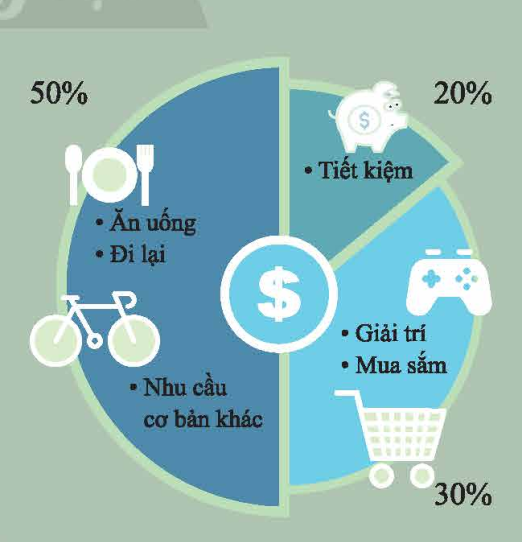 50%
20%
$
• Tiết kiệm
• Ăn uống
• Đi lại
$
• Giải trí
• Mua sắm
• Nhu cầu
cơ bản khác
30%